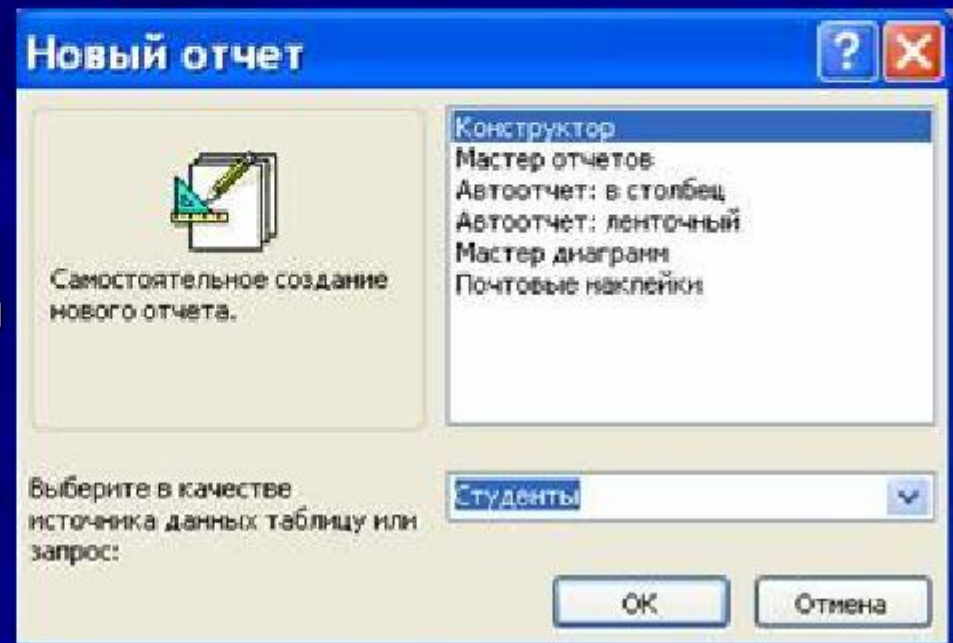 Новый отчет
Самостоятельное создание
нового отчета.
Конструктор
Мастер отчетов
Автоотчет: в столбец
Автоотчет: ленточный
Мастер диаграмм
Почтовые наклейки
Выберите в качестве
источника данных таблицу или
запрос:
Студенты
ОК
Отмена